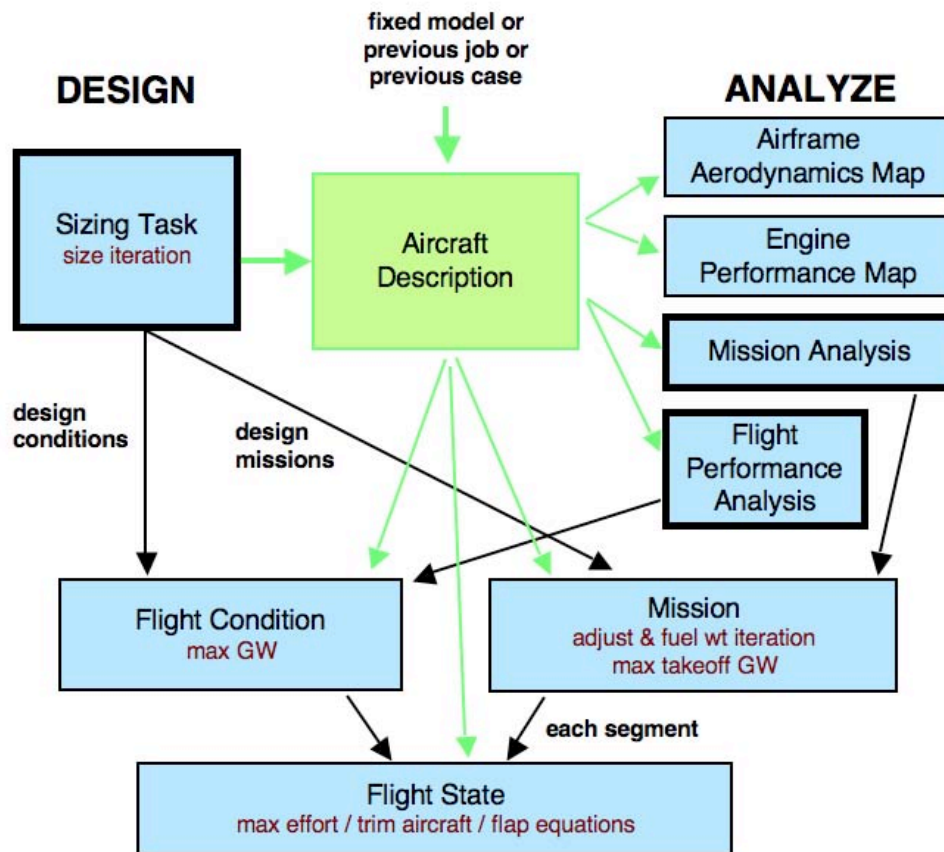 fixed model or
previous job or
previous case
DESIGN
ANALYZE
Sizing Task
size iteration
Aircraft
Description
Airframe
Aerodynamics Map
Engine
Performance Map
Mission Analysis
Flight
Performance
Analysis
design
conditions
design
missions
Flight Condition
max GW
Mission
adjust & fuel wt iteration
max takeoff GW
each segment
Flight State
max effort / trim aircraft / flap equations